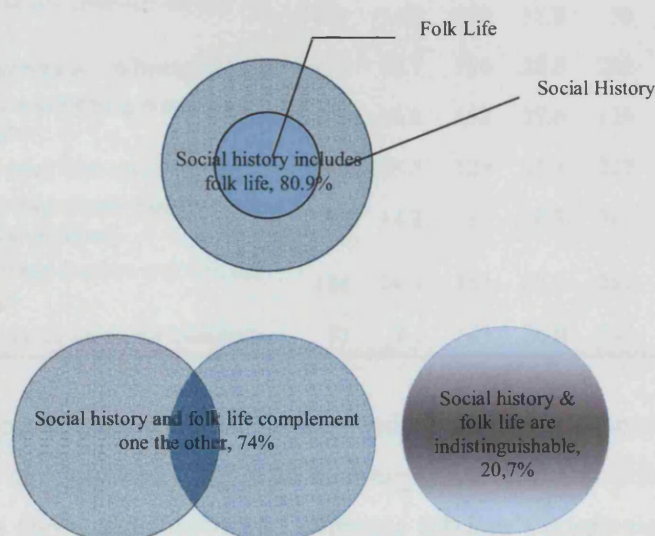 Folk Life
Social History
Social history includes
folk life, 80.9%
Social history and folk life complement
one the other, 74%
Social history &
folk life are
indistinguishable,
20,7%